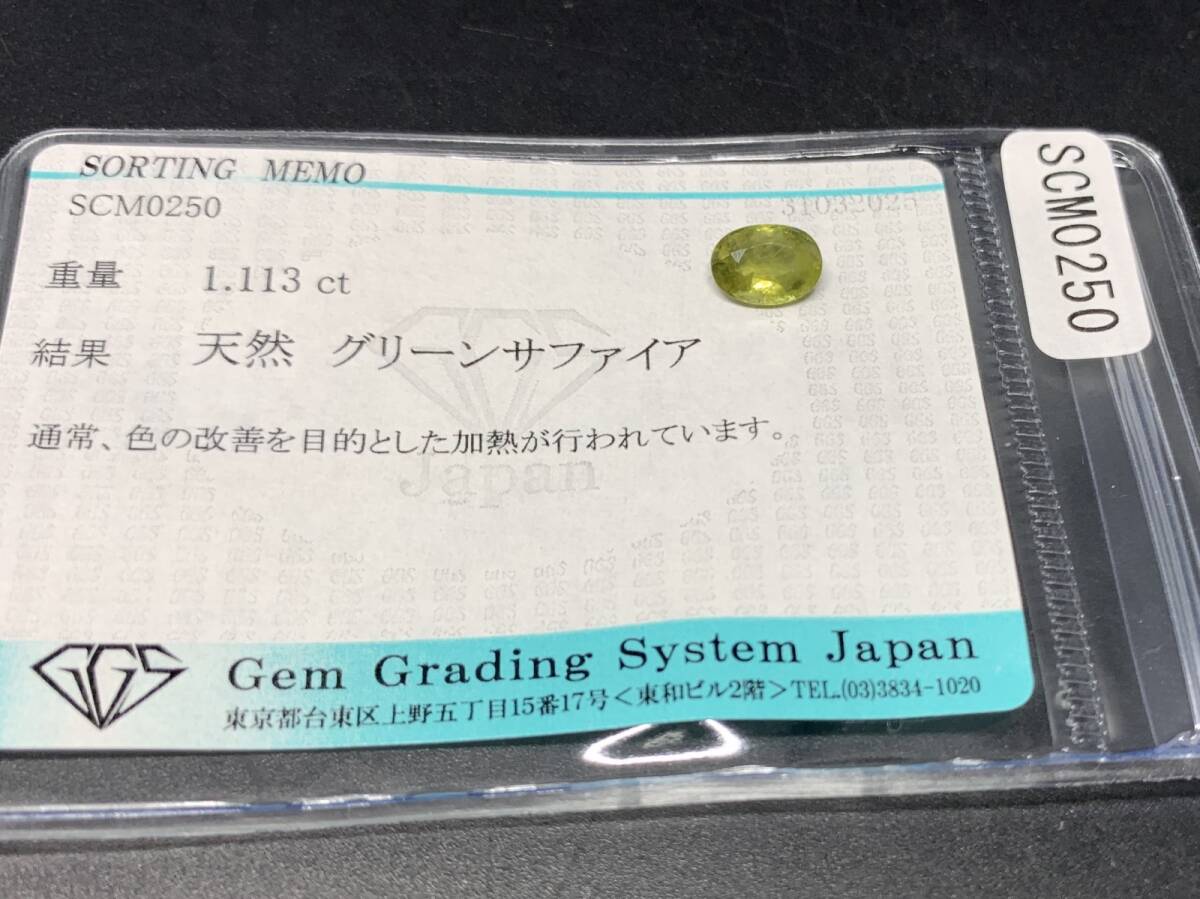 SORTING MEMO
SCM0250
31032025
重量 1.113 ct
結果 天然 グリーンサファイア
通常、色の改善を目的とした加熱が行われています。
Japan
GGS
Gem Grading System Japan
東京都台東区上野五丁目15番17号＜東和ビル2階＞TEL.(03)3834-1020
SCM0250